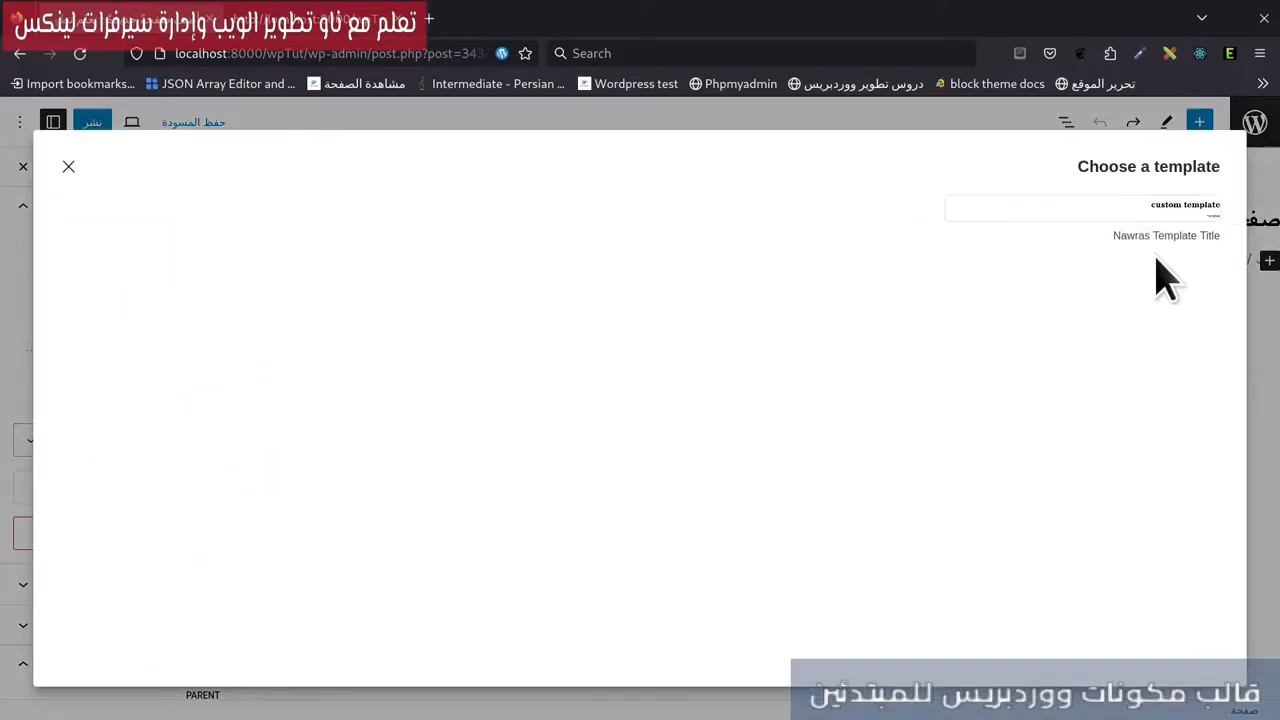 تعلم مع ناو تطوير الويب وإدارة سيرفرات لينكس
localhost:8000/wpTut/wp-admin/post.php?post=343
Search
Import bookmarks...
JSON Array Editor and ...
مشاهدة الصفحة
Intermediate - Persian ...
Wordpress test
Phpmyadmin
دروس تطوير ووردبريس
block theme docs
تحرير الموقع
نشر
حفظ المسودة
Choose a template
custom template
Nawras Template Title
PARENT
قالب مكونات ووردبريس للمبتدئين
صفحة